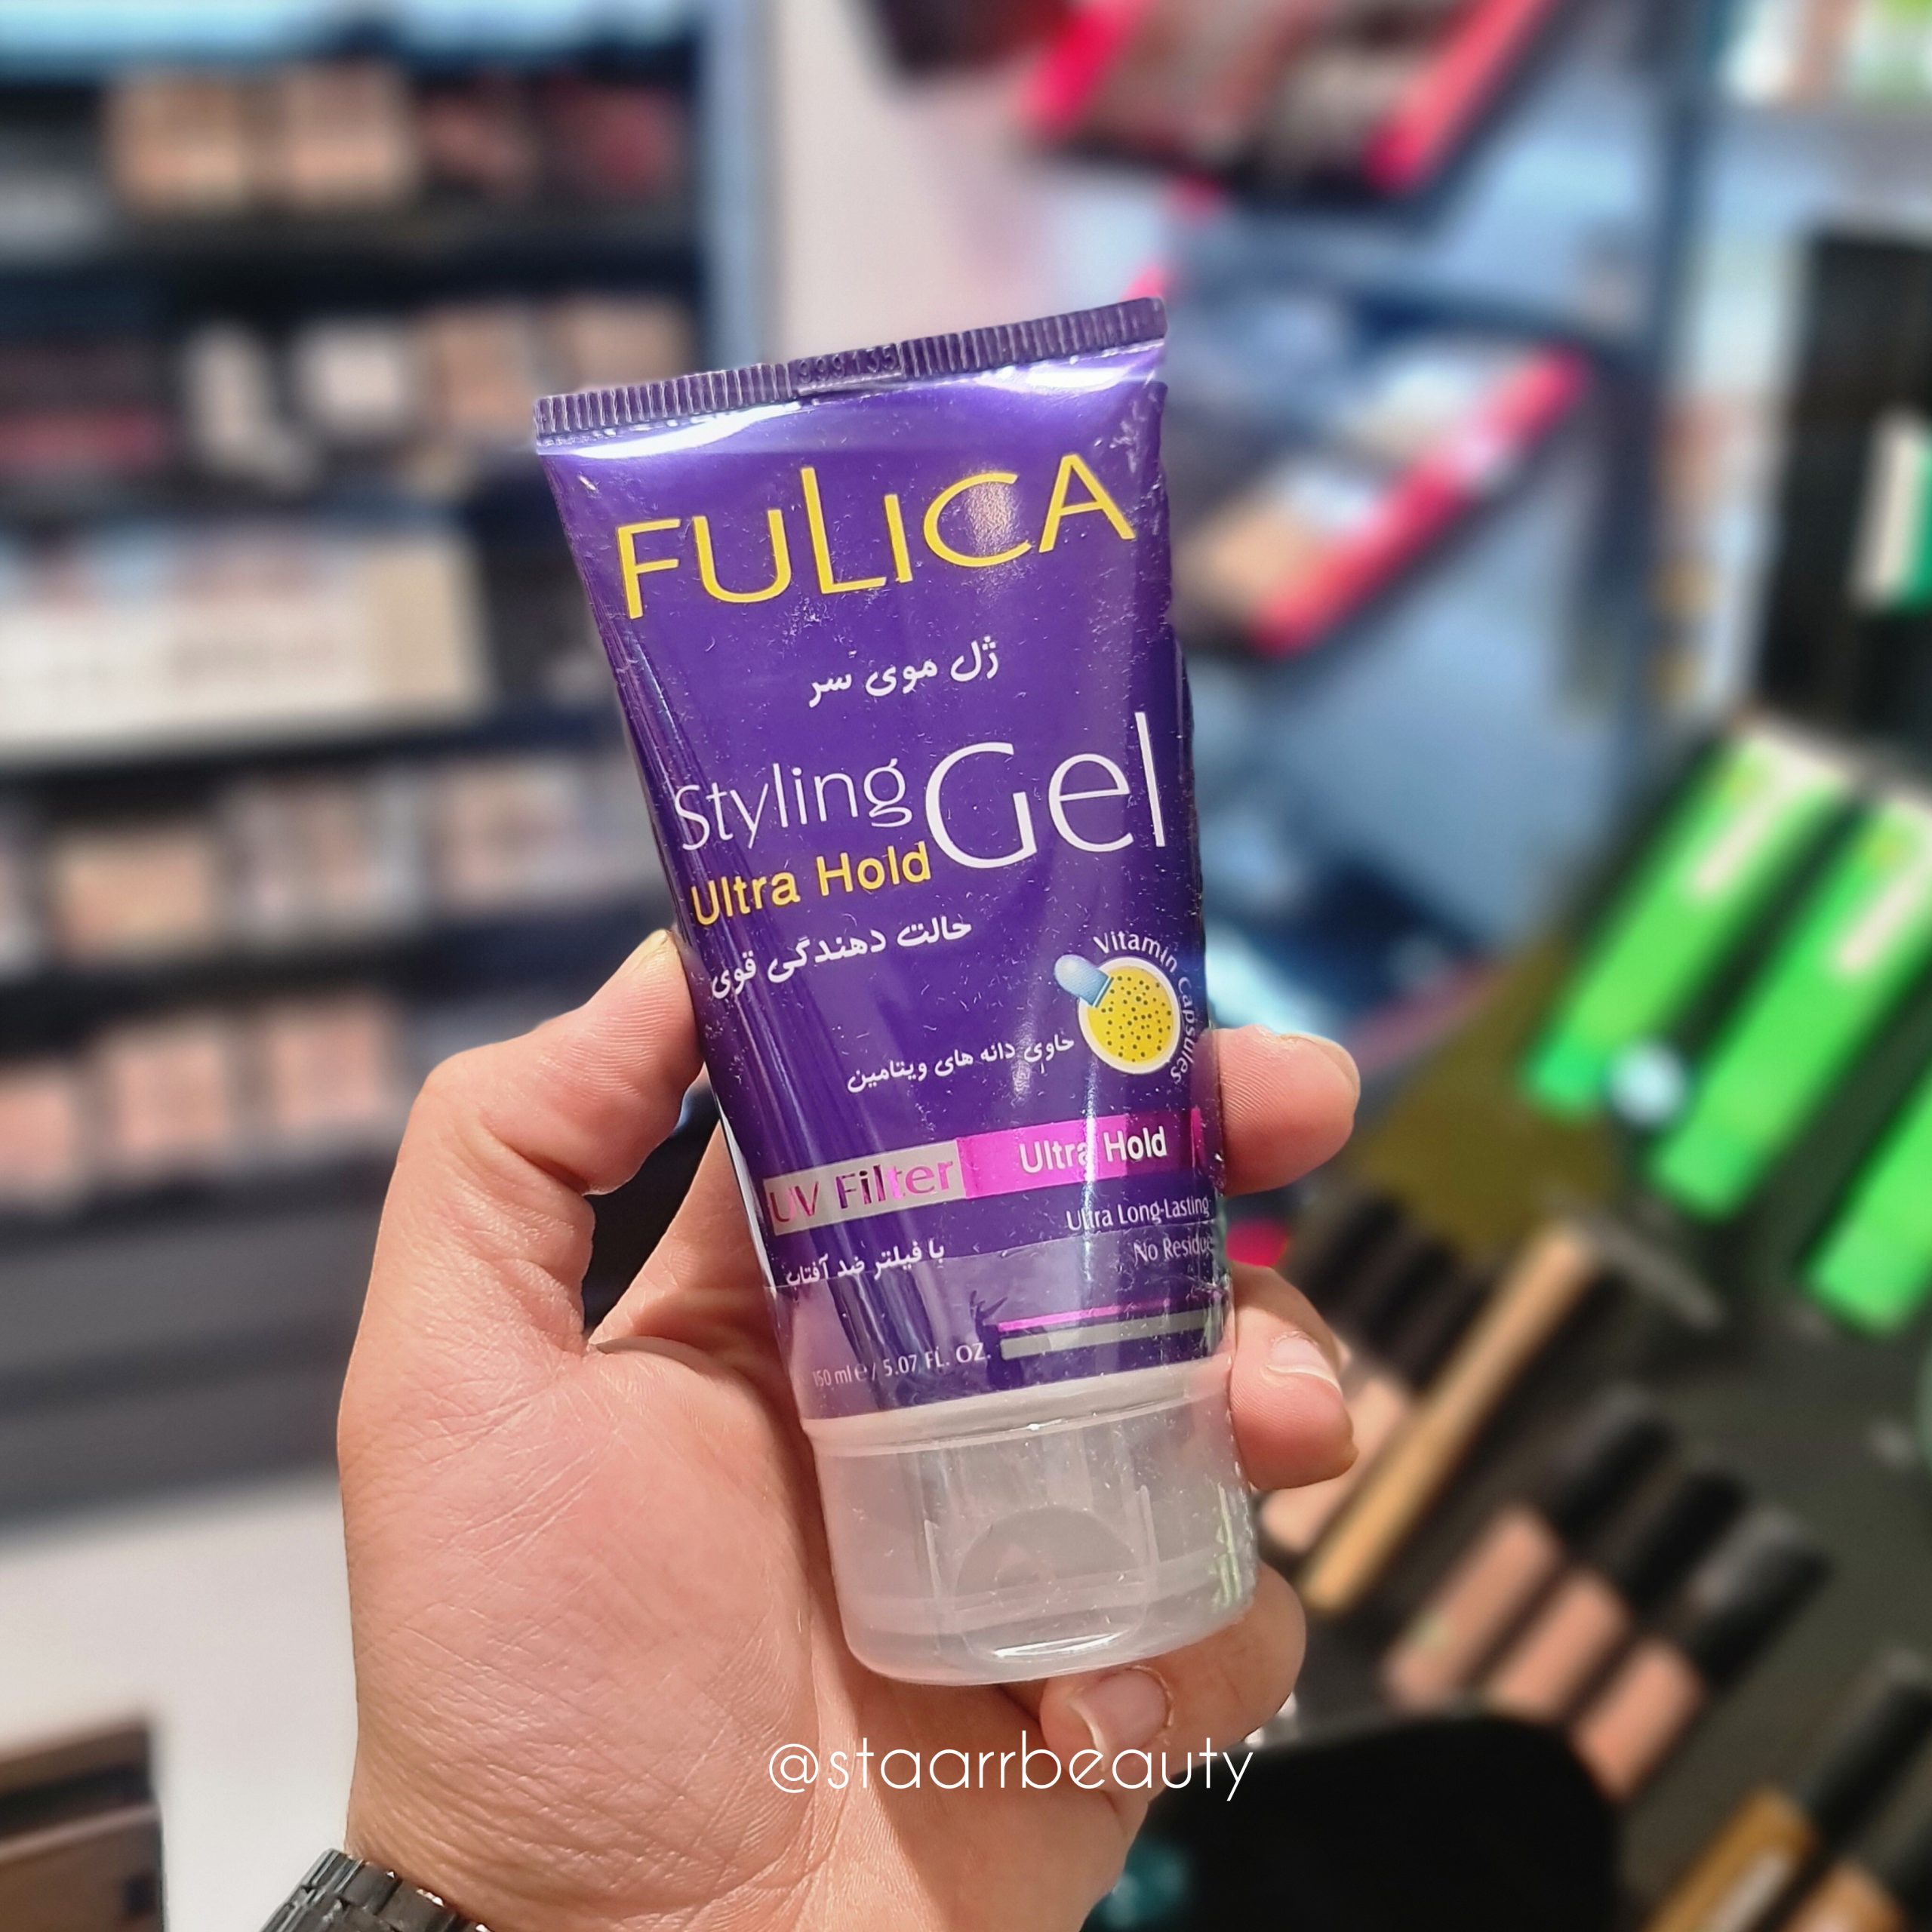 FULICA
ژل موی سر
Styling Gel
Ultra Hold
حالت دهندگی قوی
Vitamin Capsules
حاوی دانه های ویتامین
UV Filter
Ultra Hold
با فیلتر ضد آفتاب
Ultra Long-Lasting
No Residue
150 ml e / 5.07 FL. OZ.
@staarrbeauty